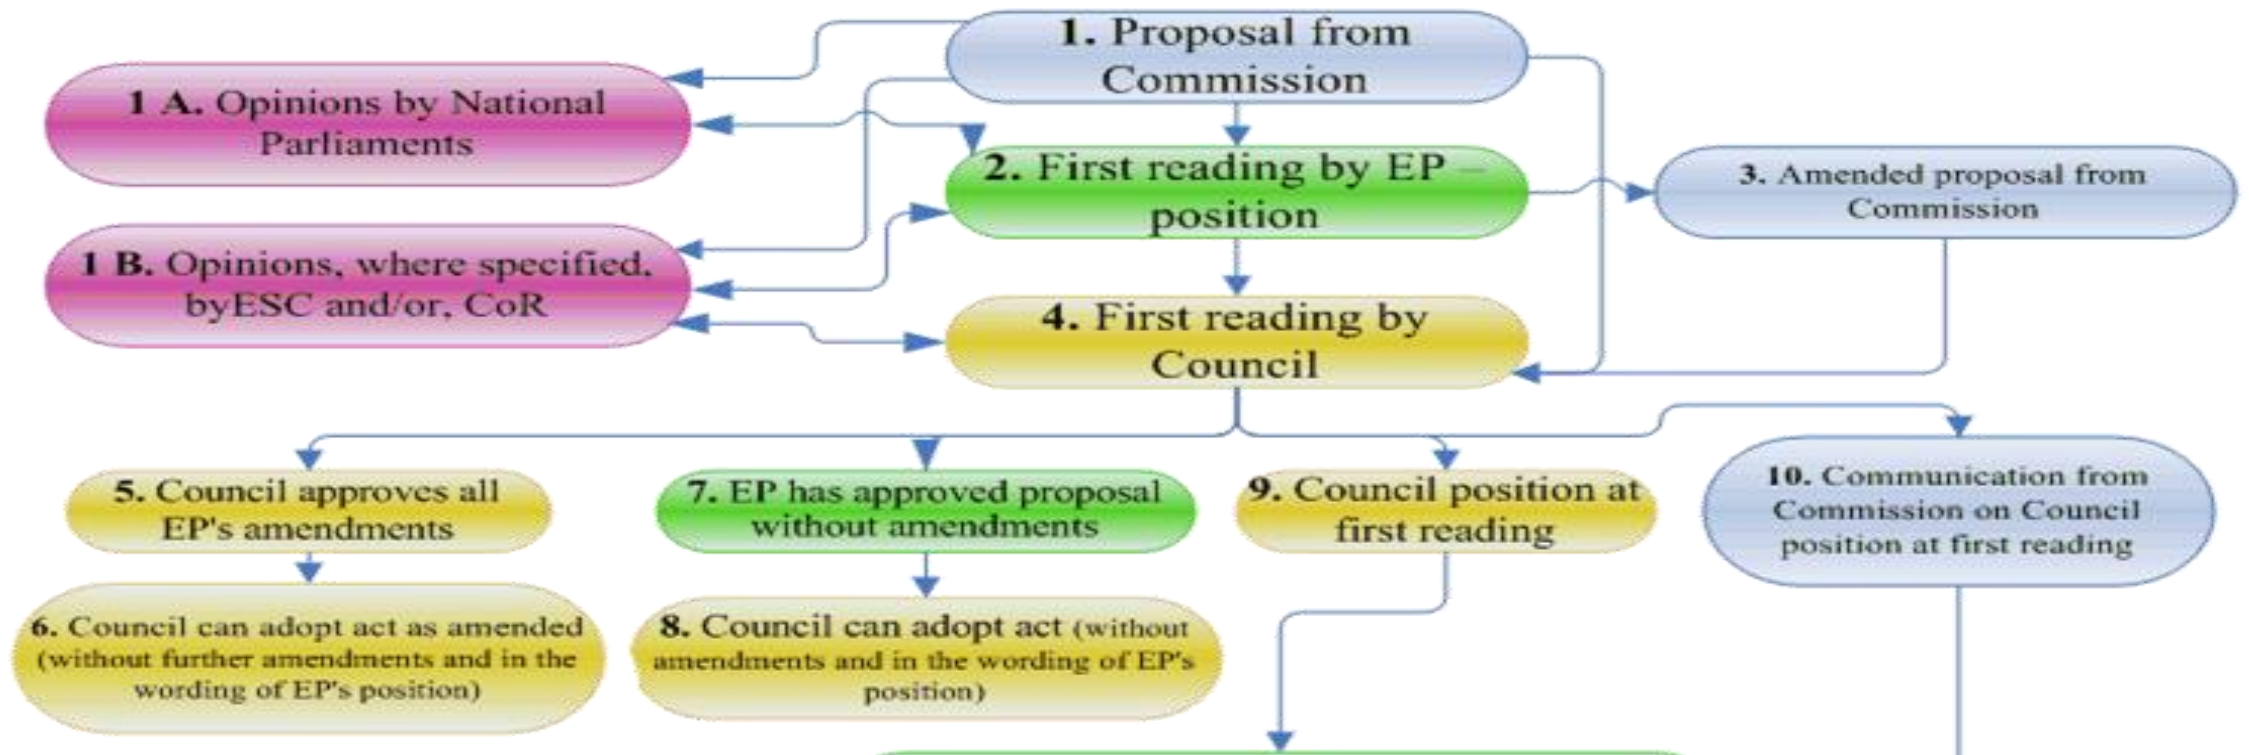 1. Proposal from
Commission
1 A. Opinions by National
Parliaments
2. First reading by EP –
position
3. Amended proposal from
Commission
1 B. Opinions, where specified,
byESC and/or, CoR
4. First reading by
Council
5. Council approves all
EP's amendments
7. EP has approved proposal
without amendments
9. Council position at
first reading
10. Communication from
Commission on Council
position at first reading
6. Council can adopt act as amended
(without further amendments and in the
wording of EP's position)
8. Council can adopt act (without
amendments and in the wording of EP's
position)